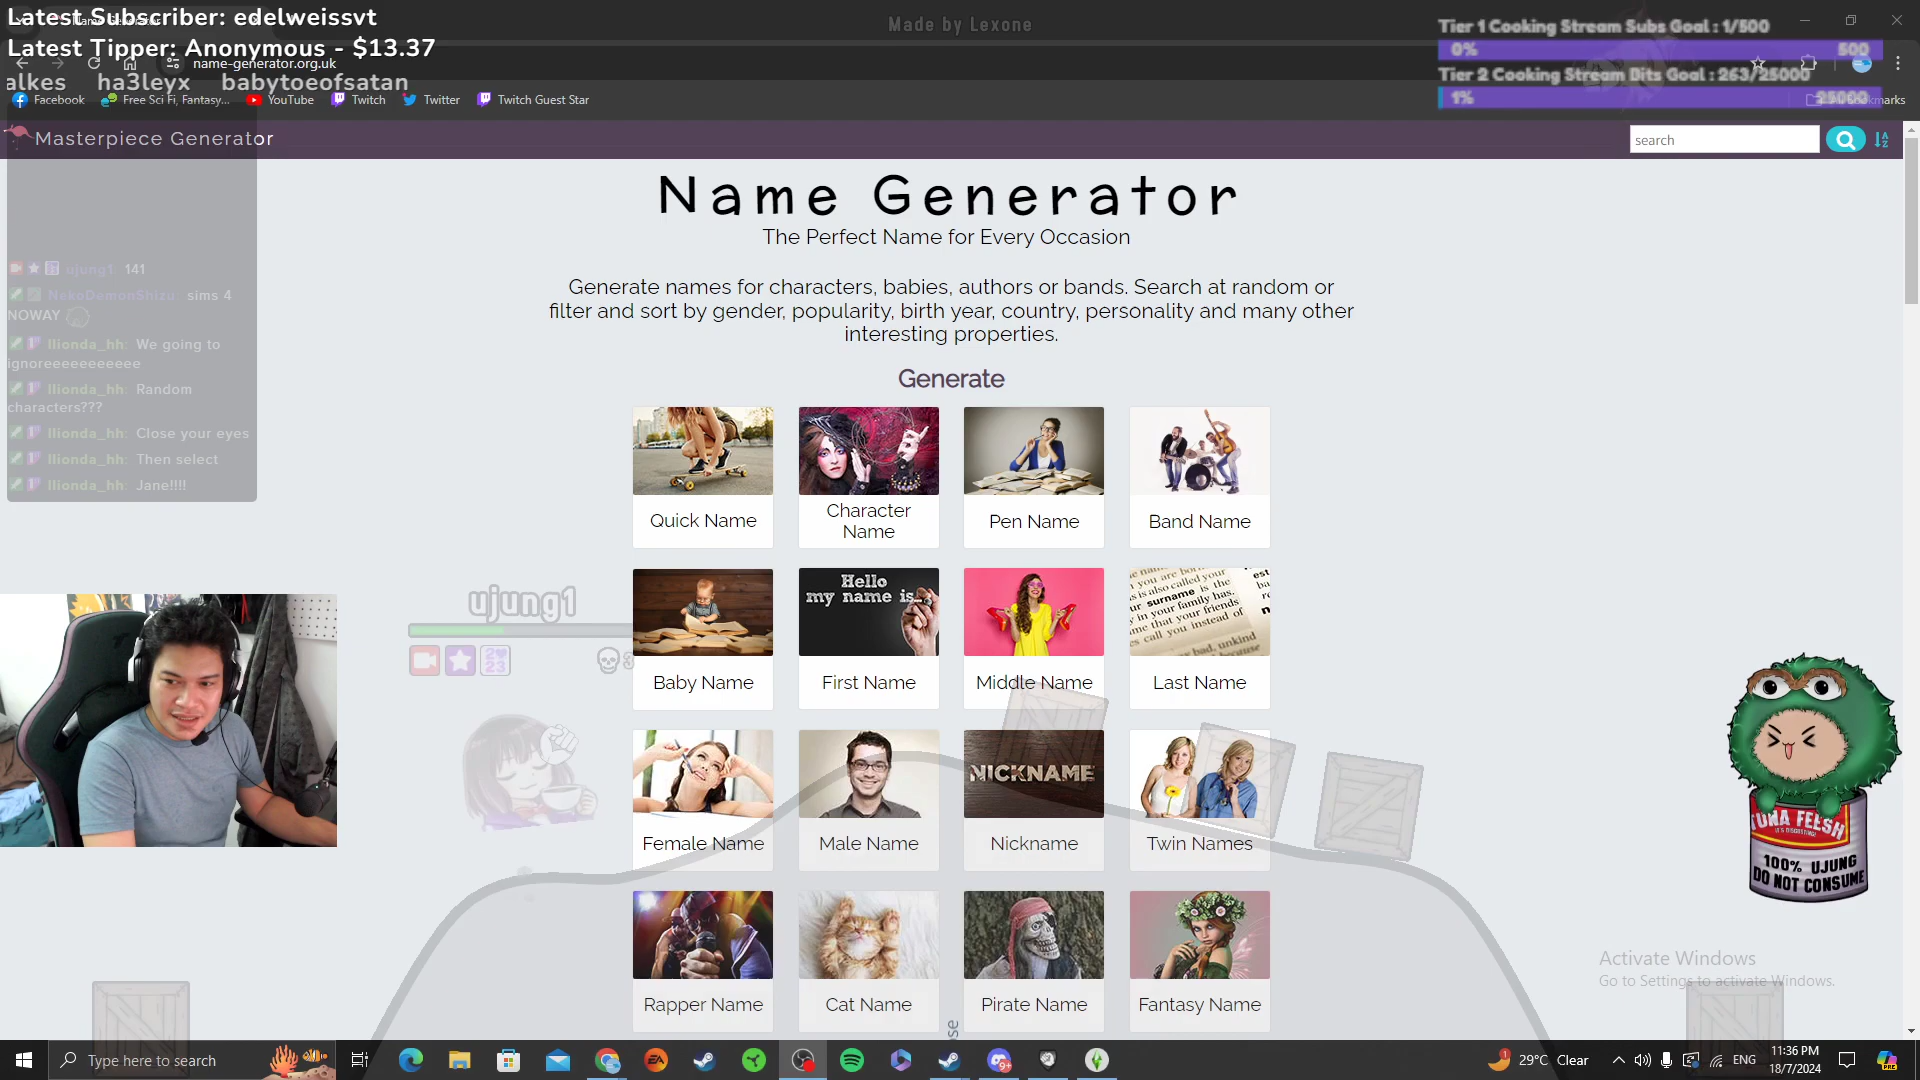 Latest Subscriber: edelweissvt
Made by Lexone
Tier 1 Cooking Stream Subs Goal : 1/500
0% 500
Latest Tipper: Anonymous - $13.37
name-generator.org.uk
Tier 2 Cooking Stream Bits Goal : 263/25000
1% 25000
alkes ha3leyx babytoeofsatan
Facebook Free Sci Fi, Fantasy... YouTube Twitch Twitter Twitch Guest Star
Masterpiece Generator
search
Name Generator
The Perfect Name for Every Occasion
Generate names for characters, babies, authors or bands. Search at random or
filter and sort by gender, popularity, birth year, country, personality and many other
interesting properties.
Generate
ujung1: 141
NekoDemonShizu: sims 4
NOWAY
llionda_hh: We going to
ignoreeeeeeeeeee
llionda_hh: Random
characters???
llionda_hh: Close your eyes
llionda_hh: Then select
llionda_hh: Jane!!!!
Quick Name
Character
Name
Pen Name
Band Name
Hello
my name is...
surname
Baby Name
First Name
Middle Name
Last Name
ujung1
NICKNAME
Female Name
Male Name
Nickname
Twin Names
Rapper Name
Cat Name
Pirate Name
Fantasy Name
TUNA FEESH
100% UJUNG
DO NOT CONSUME
Activate Windows
Go to Settings to activate Windows.
Type here to search
29°C Clear
ENG
11:36 PM
18/7/2024